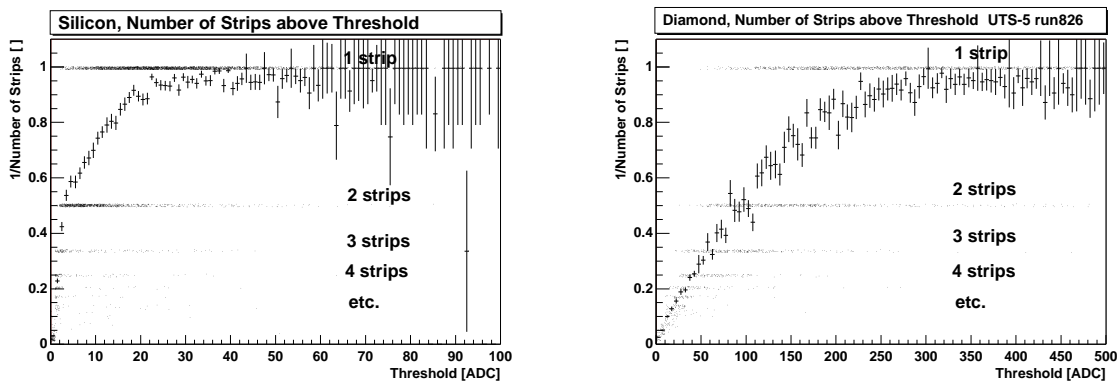 Silicon, Number of Strips above Threshold
1/Number of Strips [ ]
1
0.8
0.6
0.4
0.2
0
1 strip
2 strips
3 strips
4 strips
etc.
0 10 20 30 40 50 60 70 80 90 100
Threshold [ADC]
Diamond, Number of Strips above Threshold UTS-5 run826
1/Number of Strips [ ]
1
0.8
0.6
0.4
0.2
0
1 strip
2 strips
3 strips
4 strips
etc.
0 50 100 150 200 250 300 350 400 450 500
Threshold [ADC]